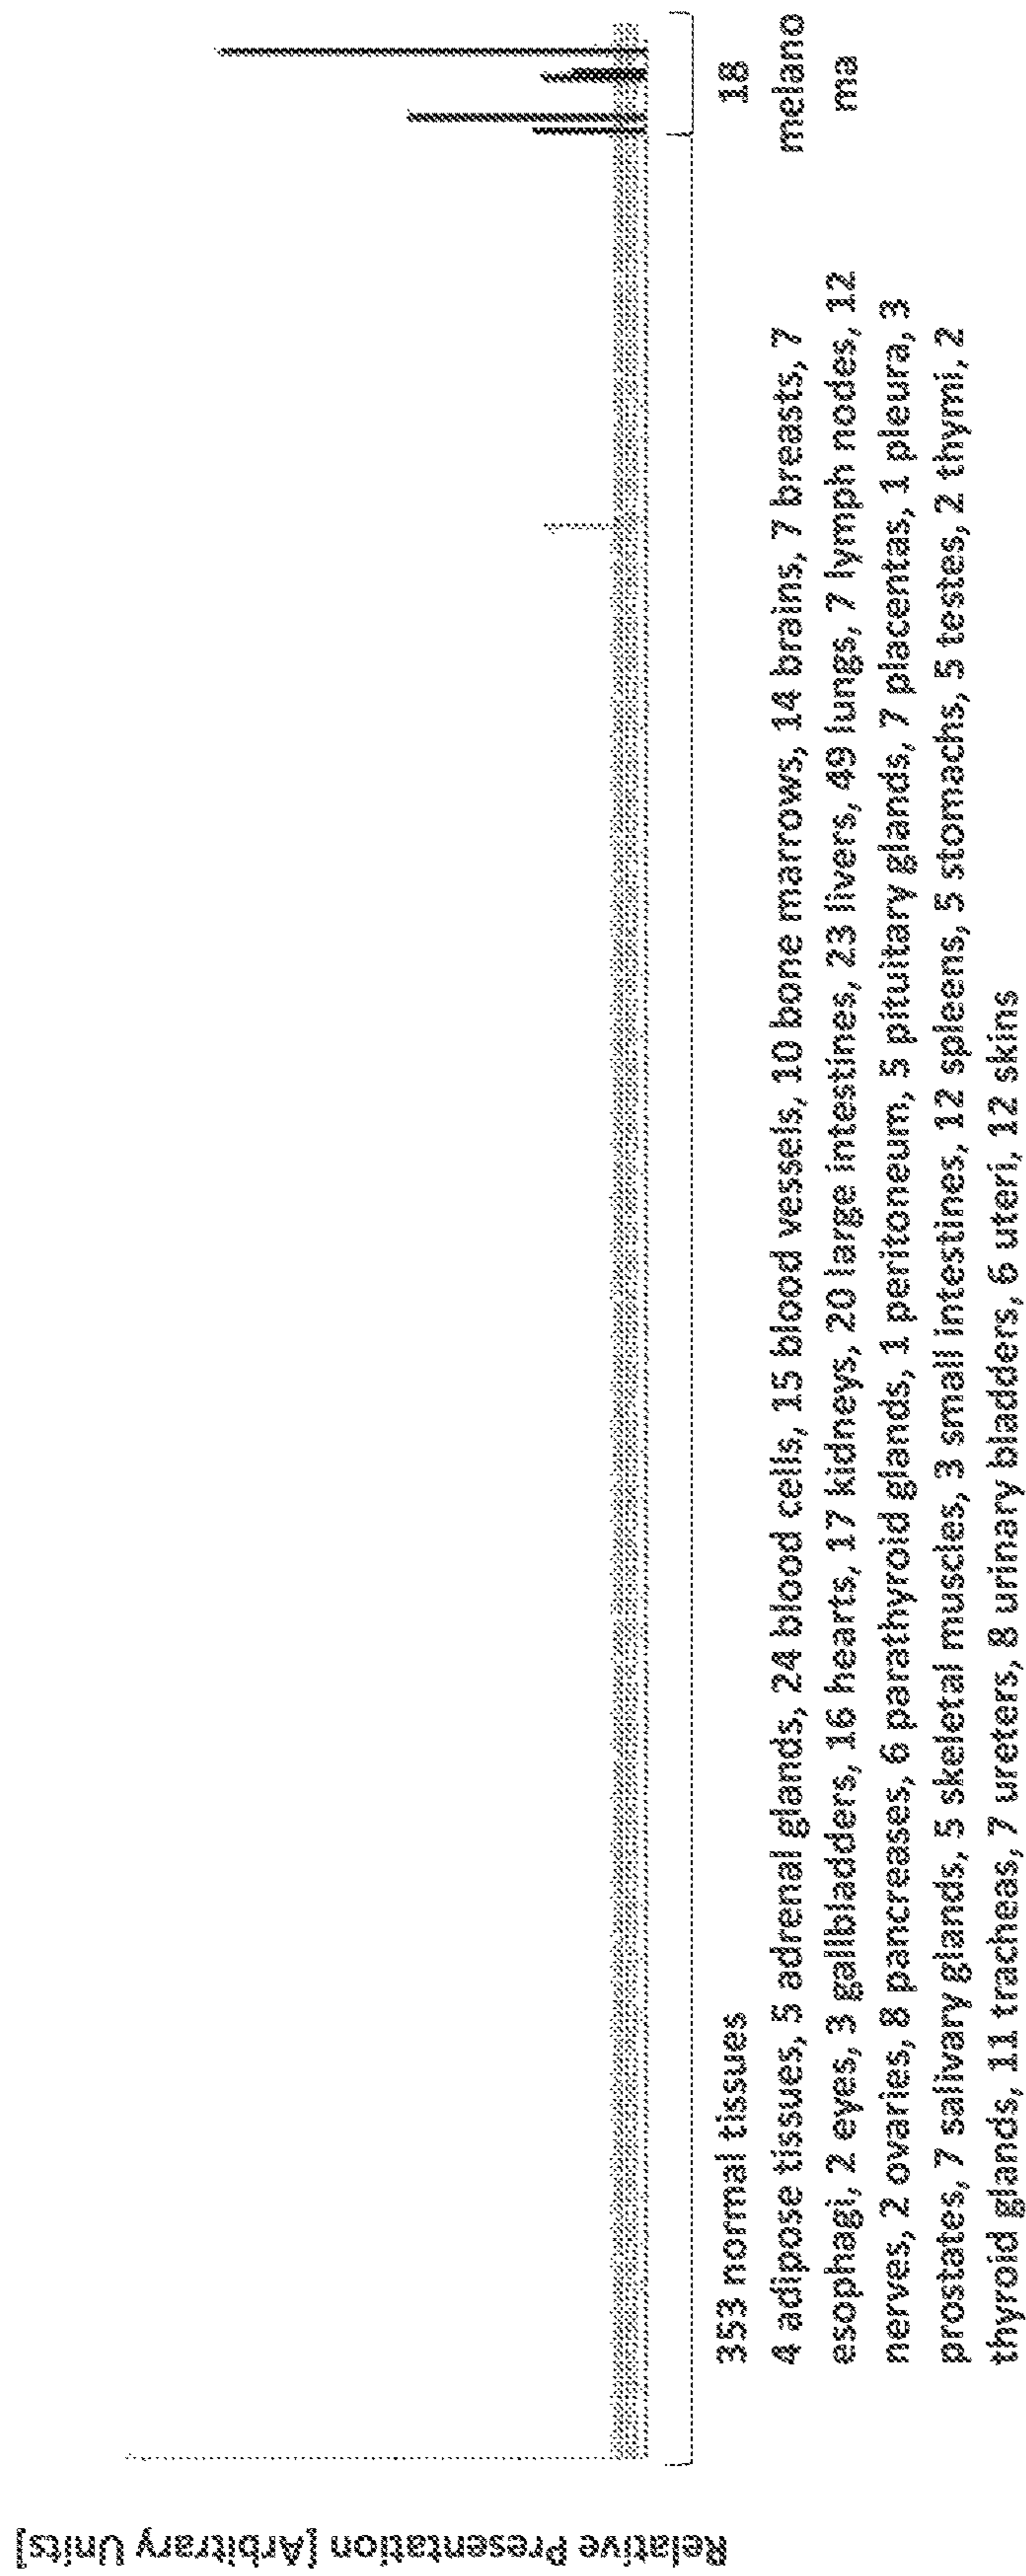 Relative Presentation [Arbitrary Units]
353 normal tissues
4 adipose tissues, 5 adrenal glands, 24 blood cells, 15 blood vessels, 10 bone marrows, 14 brains, 7 breasts, 7
esophagi, 2 eyes, 3 gallbladders, 16 hearts, 17 kidneys, 20 large intestines, 23 livers, 49 lungs, 7 lymph nodes, 12
nerves, 2 ovaries, 8 pancreases, 6 parathyroid glands, 1 peritoneum, 5 pituitary glands, 7 placentas, 1 pleura, 3
prostates, 7 salivary glands, 5 skeletal muscles, 3 small intestines, 12 spleens, 5 stomachs, 5 testes, 2 thymi, 2
thyroid glands, 11 tracheas, 7 ureters, 8 urinary bladders, 6 uteri, 12 skins
18
melano
ma